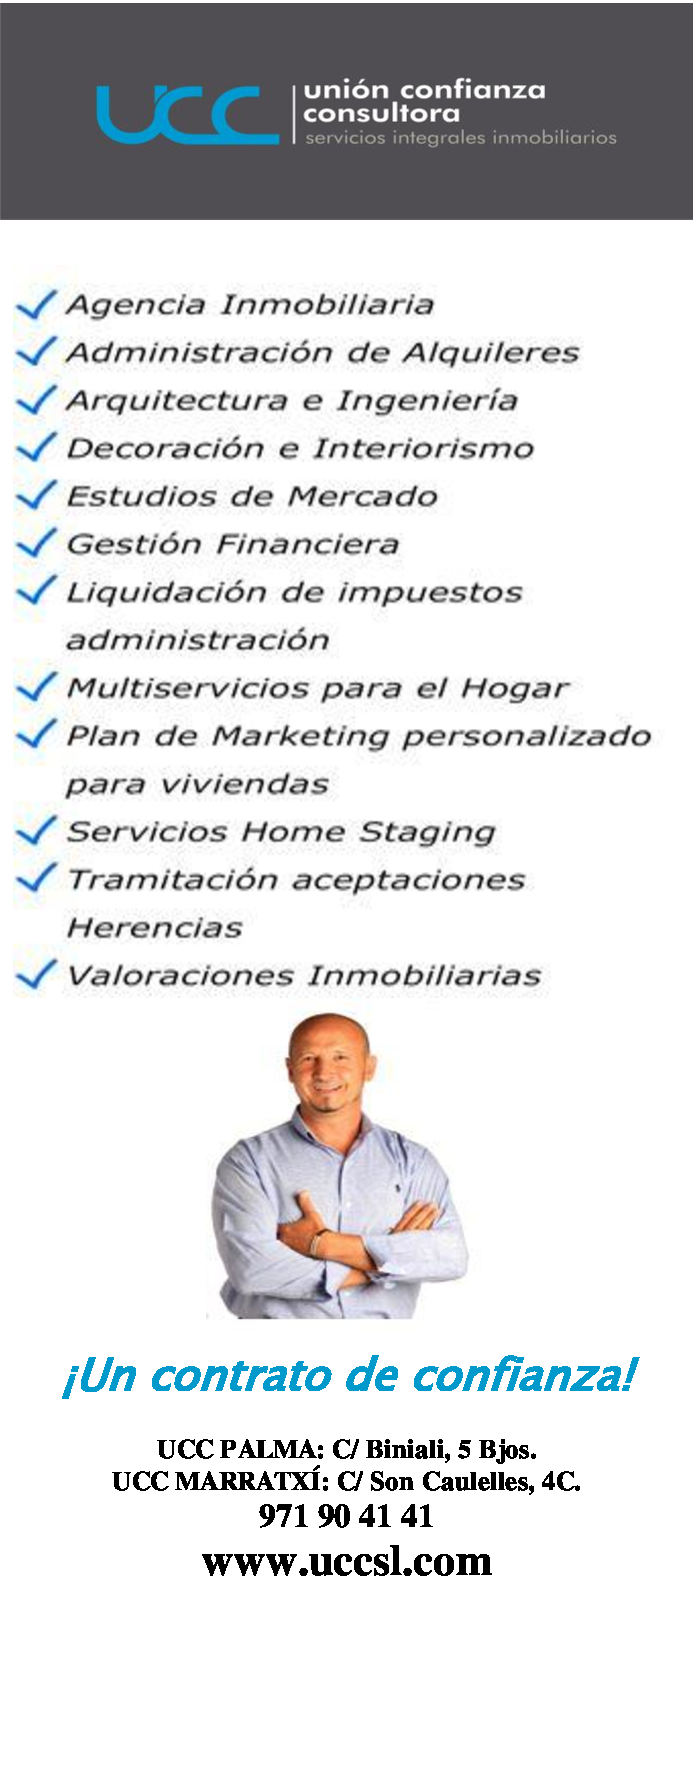 UCC
unión confianza
consultora
servicios integrales inmobiliarios
Agencia Inmobiliaria
Administración de Alquileres
Arquitectura e Ingeniería
Decoración e Interiorismo
Estudios de Mercado
Gestión Financiera
Liquidación de impuestos
administración
Multiservicios para el Hogar
Plan de Marketing personalizado
para viviendas
Servicios Home Staging
Tramitación aceptaciones
Herencias
Valoraciones Inmobiliarias
¡Un contrato de confianza!
UCC PALMA: C/ Biniali, 5 Bjos.
UCC MARRATXÍ: C/ Son Caulelles, 4C.
971 90 41 41
www.uccsl.com